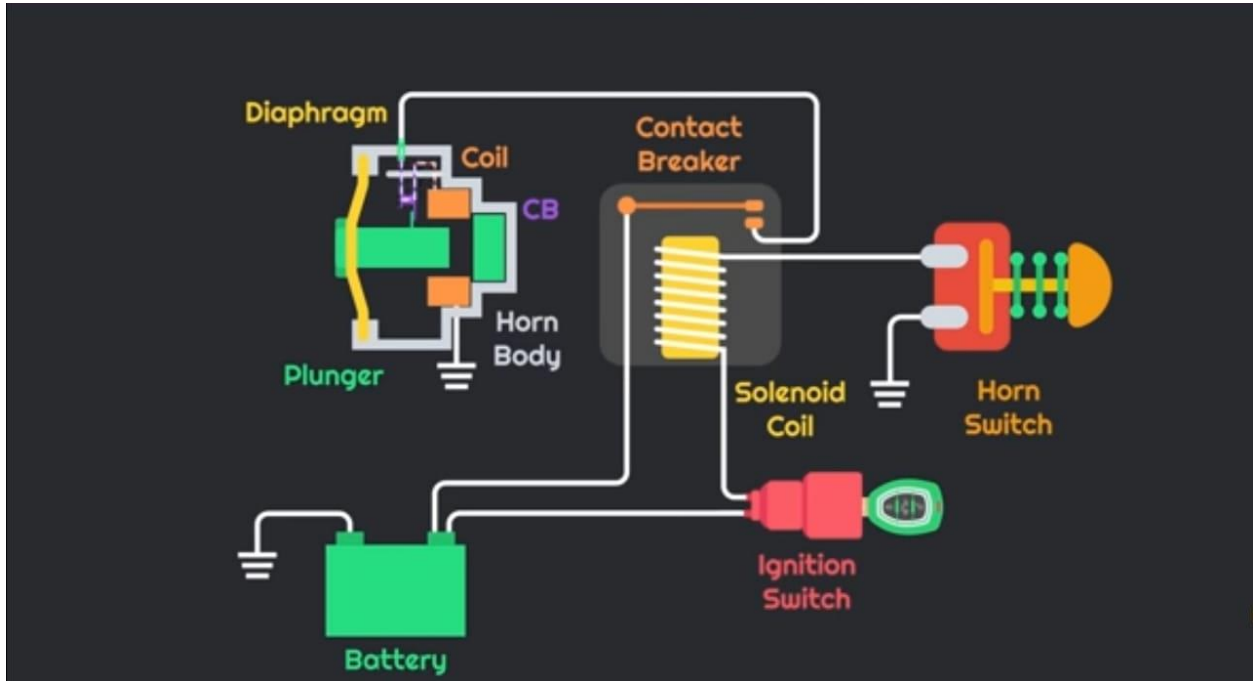 Diaphragm
Coil
Contact
Breaker
CB
Horn
Body
Plunger
Solenoid
Coil
Horn
Switch
Ignition
Switch
Battery